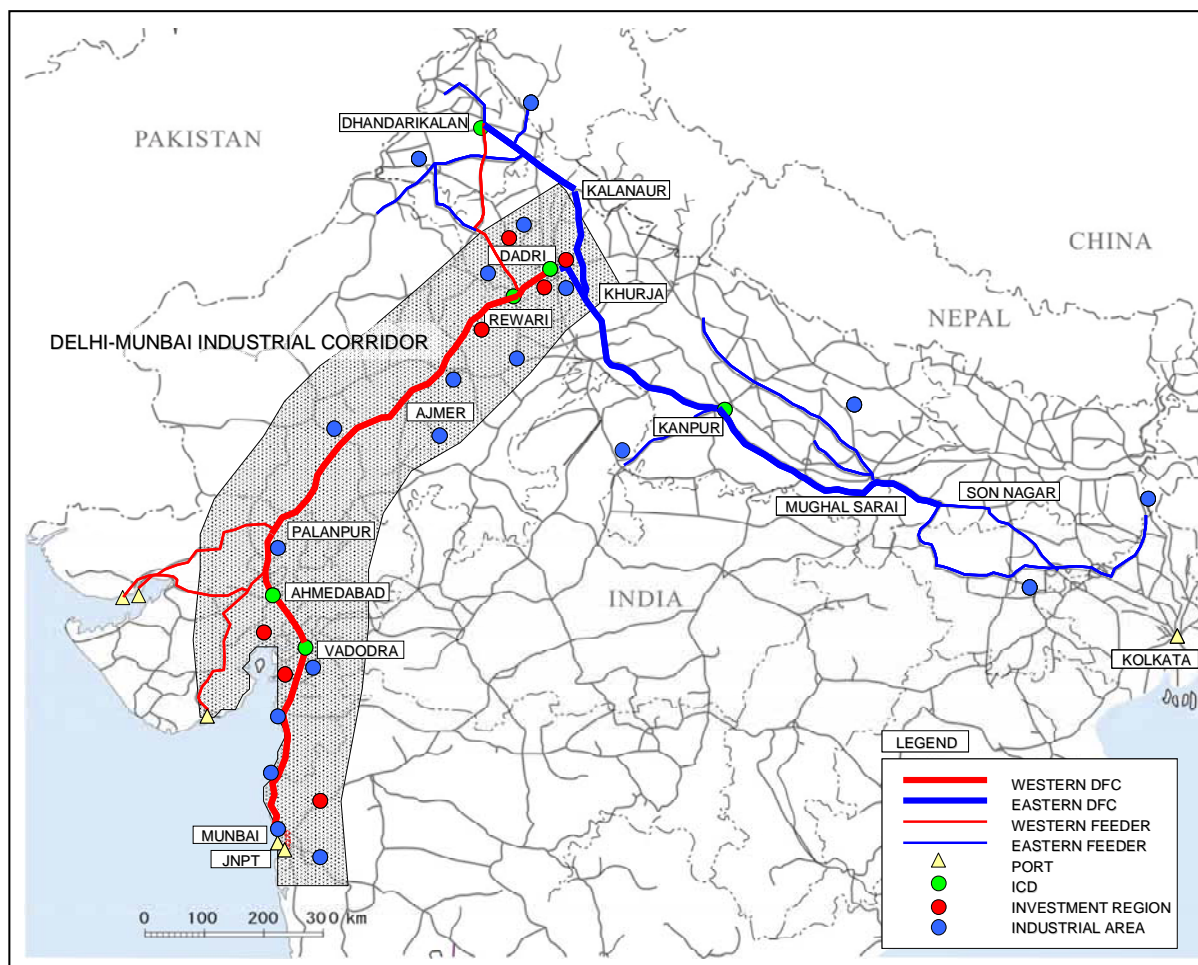 DHANDARIKALAN
PAKISTAN
KALANAUR
CHINA
DADRI
KHURJA
REWARI
NEPAL
DELHI-MUMBAI INDUSTRIAL CORRIDOR
AJMER
KANPUR
SON NAGAR
MUGHAL SARAI
PALANPUR
AHMEDABAD
INDIA
VADODRA
KOLKATA
LEGEND
WESTERN DFC
EASTERN DFC
WESTERN FEEDER
EASTERN FEEDER
PORT
ICD
INVESTMENT REGION
INDUSTRIAL AREA
MUNBAI
JNPT
0 100 200 300 km